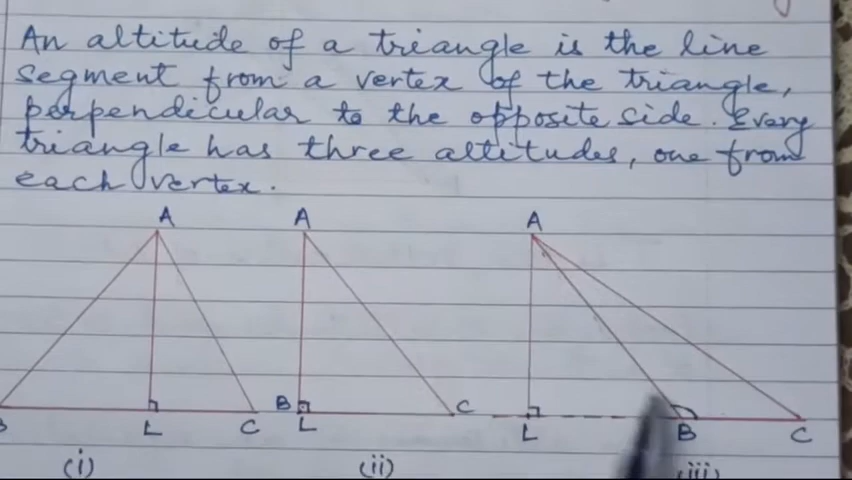 An altitude of a triangle is the line
segment from a vertex of the triangle,
perpendicular to the opposite side. Every
triangle has three altitudes, one from
each vertex.
A A A
B L C B L C L B C
(i) (ii) (iii)